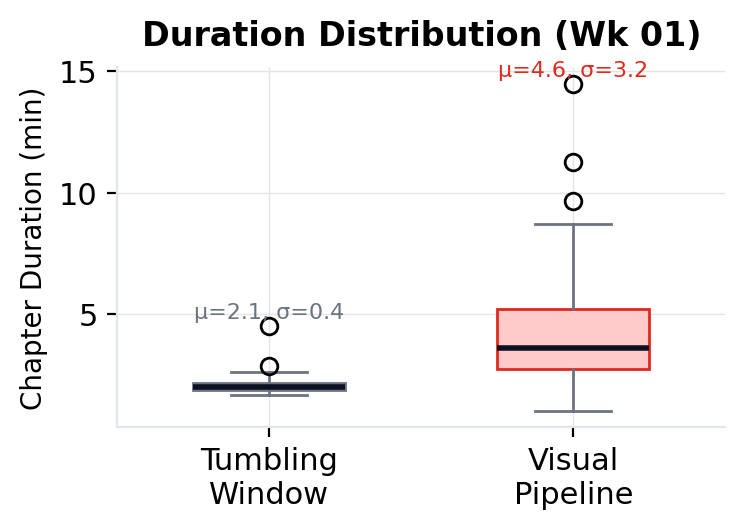 Duration Distribution (Wk 01)
Chapter Duration (min)
15
10
5
μ=4.6, σ=3.2
μ=2.1, σ=0.4
Tumbling
Window
Visual
Pipeline